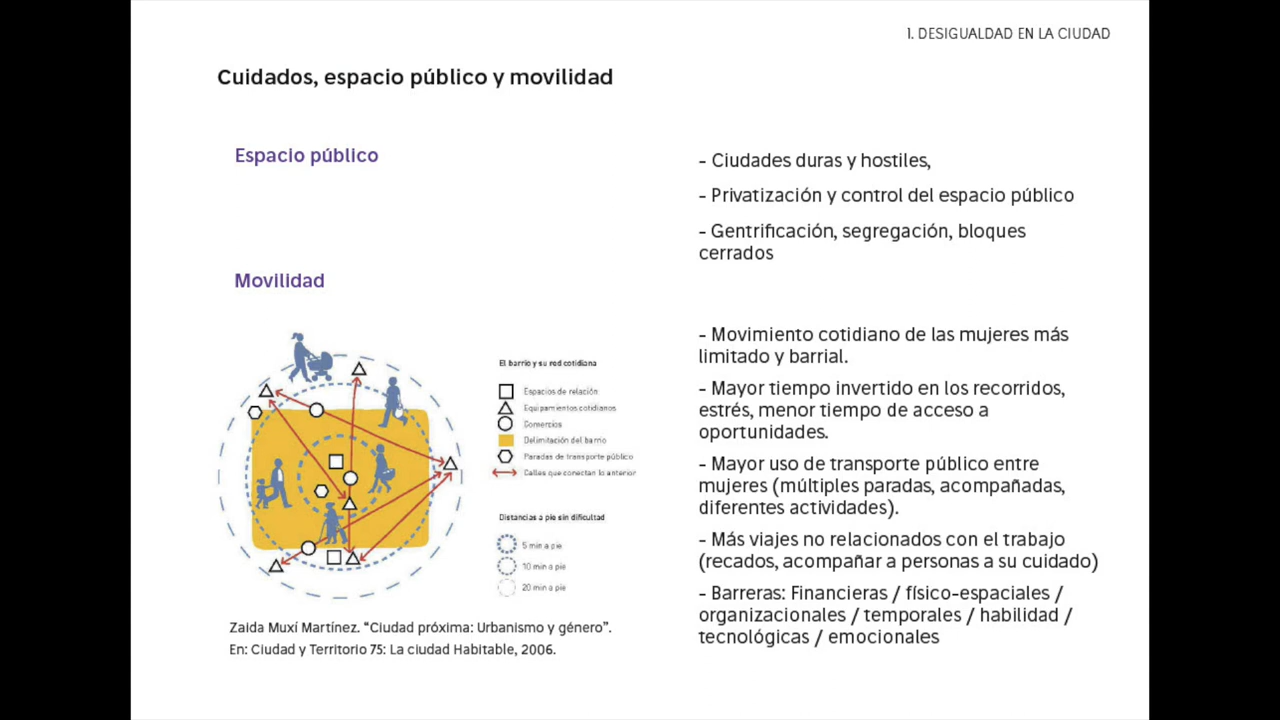 1. DESIGUALDAD EN LA CIUDAD
Cuidados, espacio público y movilidad
Espacio público
- Ciudades duras y hostiles,
- Privatización y control del espacio público
- Gentrificación, segregación, bloques
cerrados
Movilidad
El barrio y su red cotidiana
Espacios de relación
Equipamientos cotidianos
Comercios
Delimitación del barrio
Paradas de transporte público
Calles que conectan lo anterior
Distancias a pie sin dificultad
5 min a pie
10 min a pie
20 min a pie
Zaida Muxí Martínez. “Ciudad próxima: Urbanismo y género”.
En: Ciudad y Territorio 75: La ciudad Habitable, 2006.
- Movimiento cotidiano de las mujeres más
limitado y barrial.
- Mayor tiempo invertido en los recorridos,
estrés, menor tiempo de acceso a
oportunidades.
- Mayor uso de transporte público entre
mujeres (múltiples paradas, acompañadas,
diferentes actividades).
- Más viajes no relacionados con el trabajo
(recados, acompañar a personas a su cuidado)
- Barreras: Financieras / físico-espaciales /
organizacionales / temporales / habilidad /
tecnológicas / emocionales